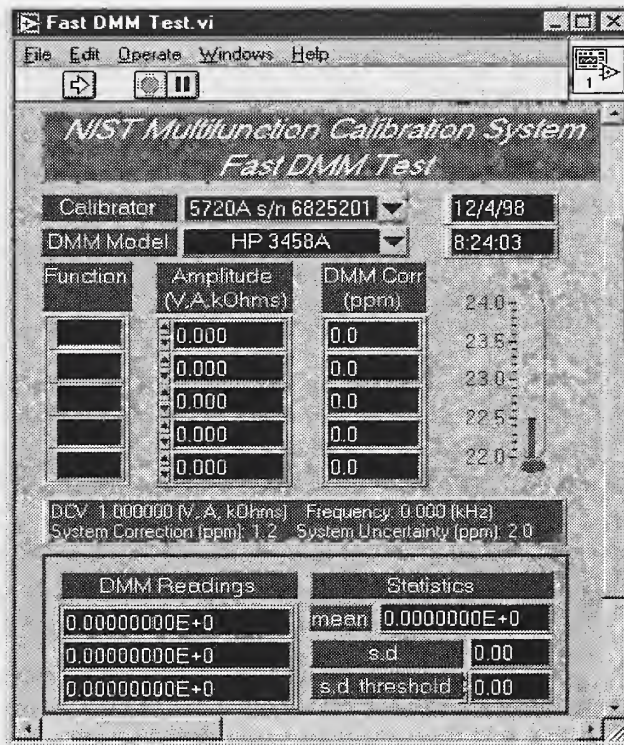 Fast DMM Test.vi
File Edit Operate Windows Help
1
NIST Multifunction Calibration System
Fast DMM Test
Calibrator 5720A s/n 6825201 12/4/98
DMM Model HP 3458A 8:24:03
Function Amplitude (V,A,kOhms) DMM Corr (ppm)
0.000 0.0
0.000 0.0
0.000 0.0
0.000 0.0
0.000 0.0
24.0
23.5
23.0
22.5
22.0
DCV 1.000000 (V, A, kOhms) Frequency: 0.000 (kHz)
System Correction (ppm): 1.2 System Uncertainty (ppm): 2.0
DMM Readings Statistics
0.00000000E+0 mean 0.0000000E+0
0.00000000E+0 s.d 0.00
0.00000000E+0 s.d. threshold 0.00